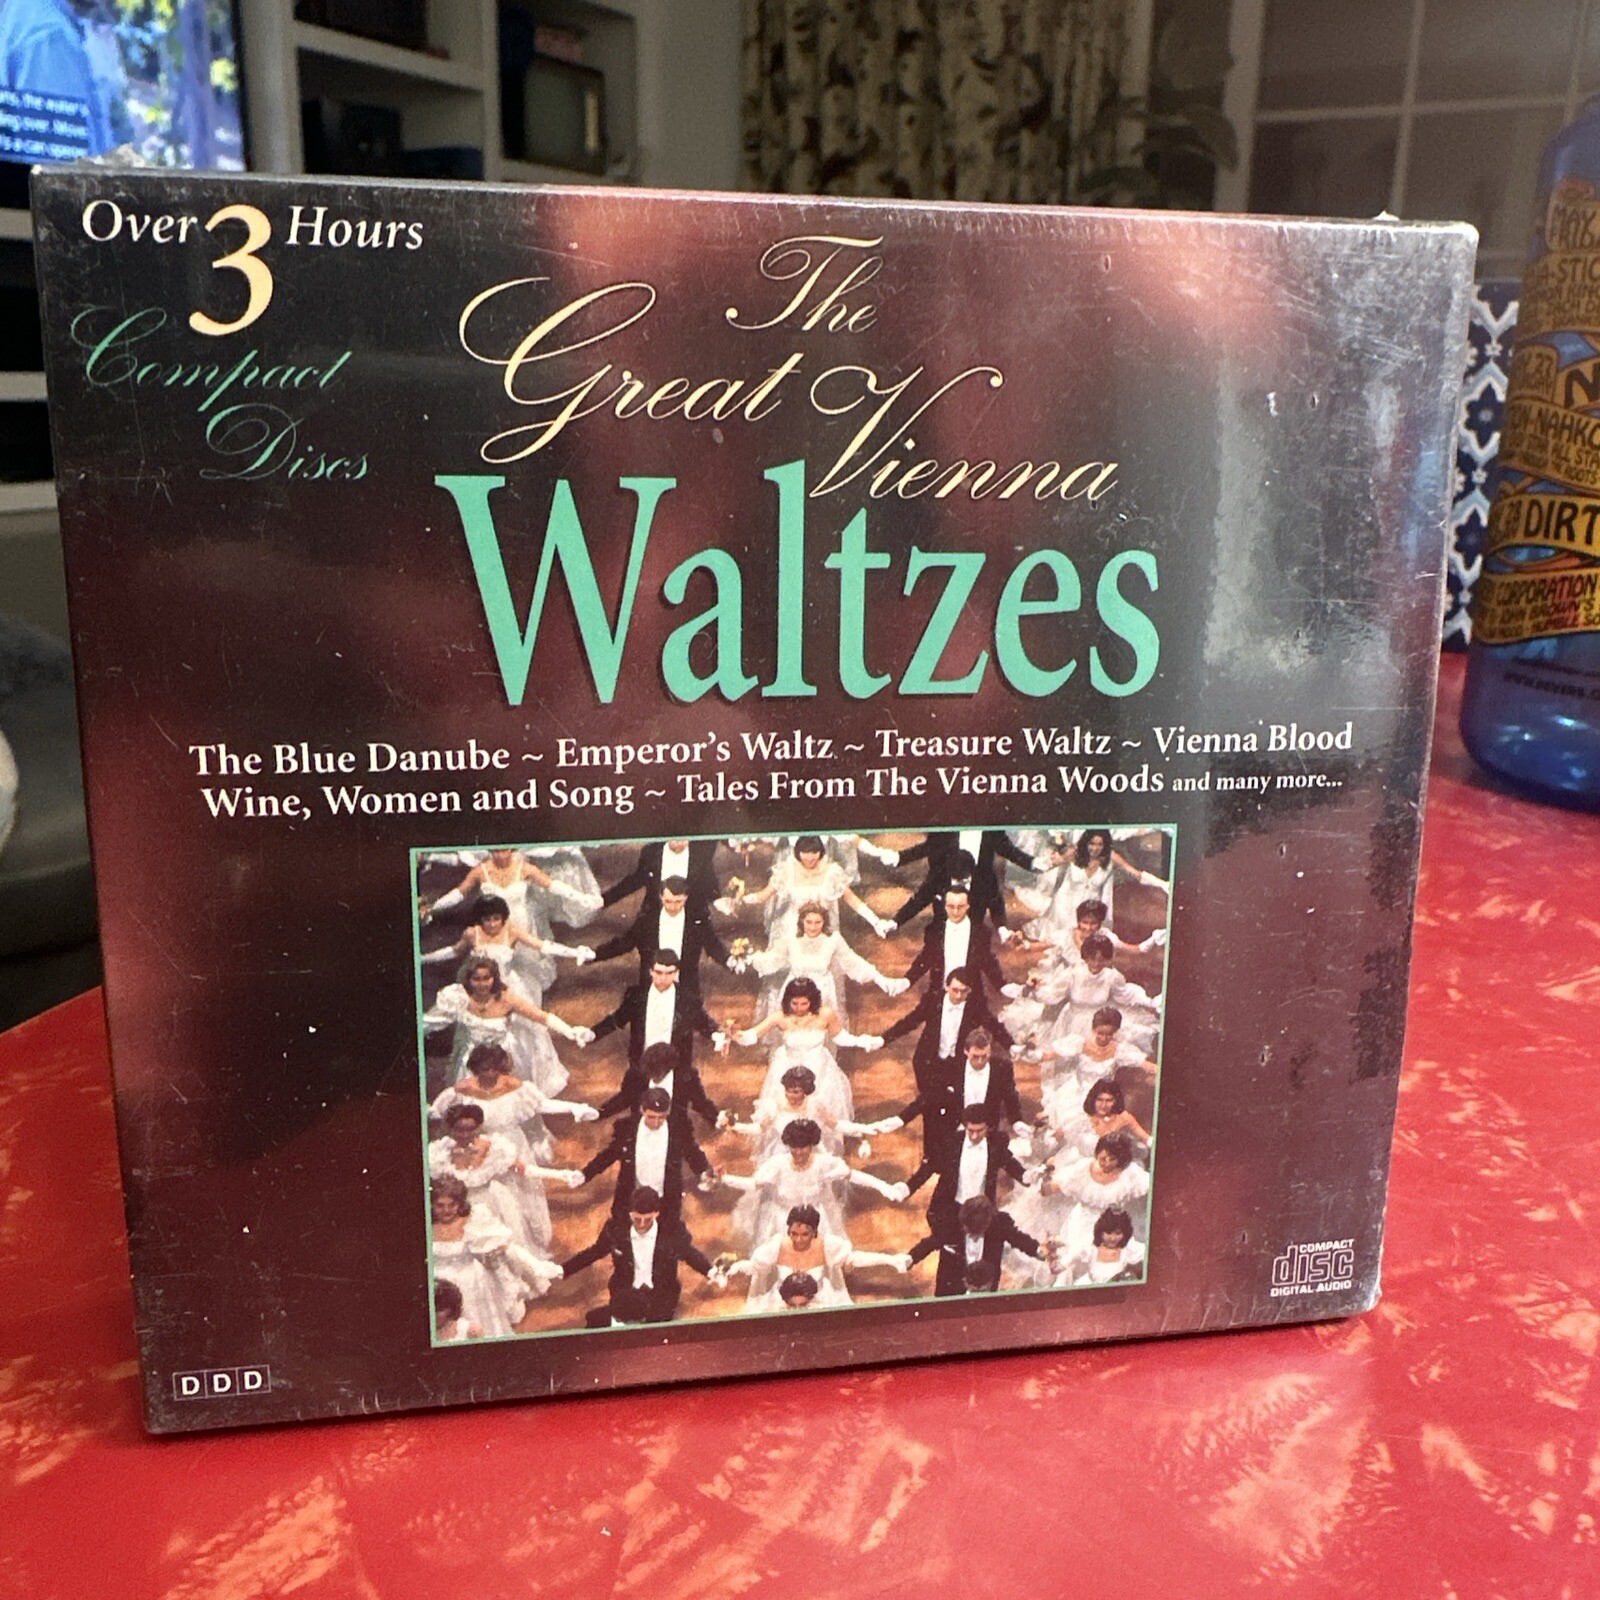 Over 3 Hours
Compact
Discs
The
Great Vienna
Waltzes
The Blue Danube ~ Emperor's Waltz ~ Treasure Waltz ~ Vienna Blood
Wine, Women and Song ~ Tales From The Vienna Woods and many more...
DDD
COMPACT
disc
DIGITAL AUDIO
DIRT
CORPORATION